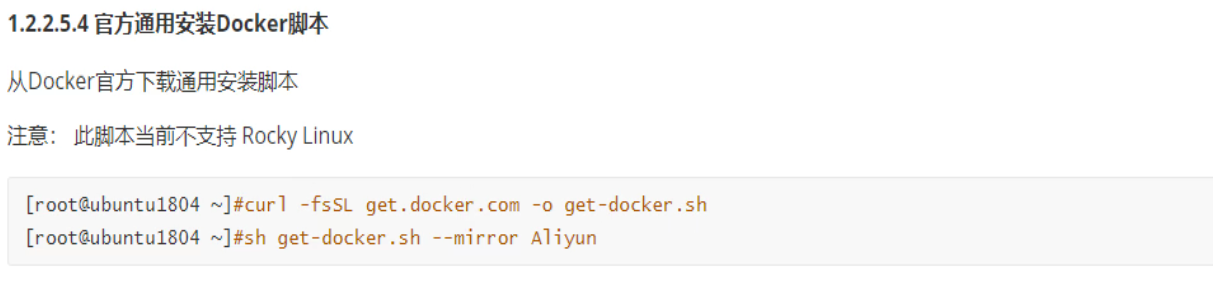 1.2.2.5.4 官方通用安装Docker脚本
从Docker官方下载通用安装脚本
注意： 此脚本当前不支持 Rocky Linux
[root@ubuntu1804 ~]#curl -fsSL get.docker.com -o get-docker.sh
[root@ubuntu1804 ~]#sh get-docker.sh --mirror Aliyun